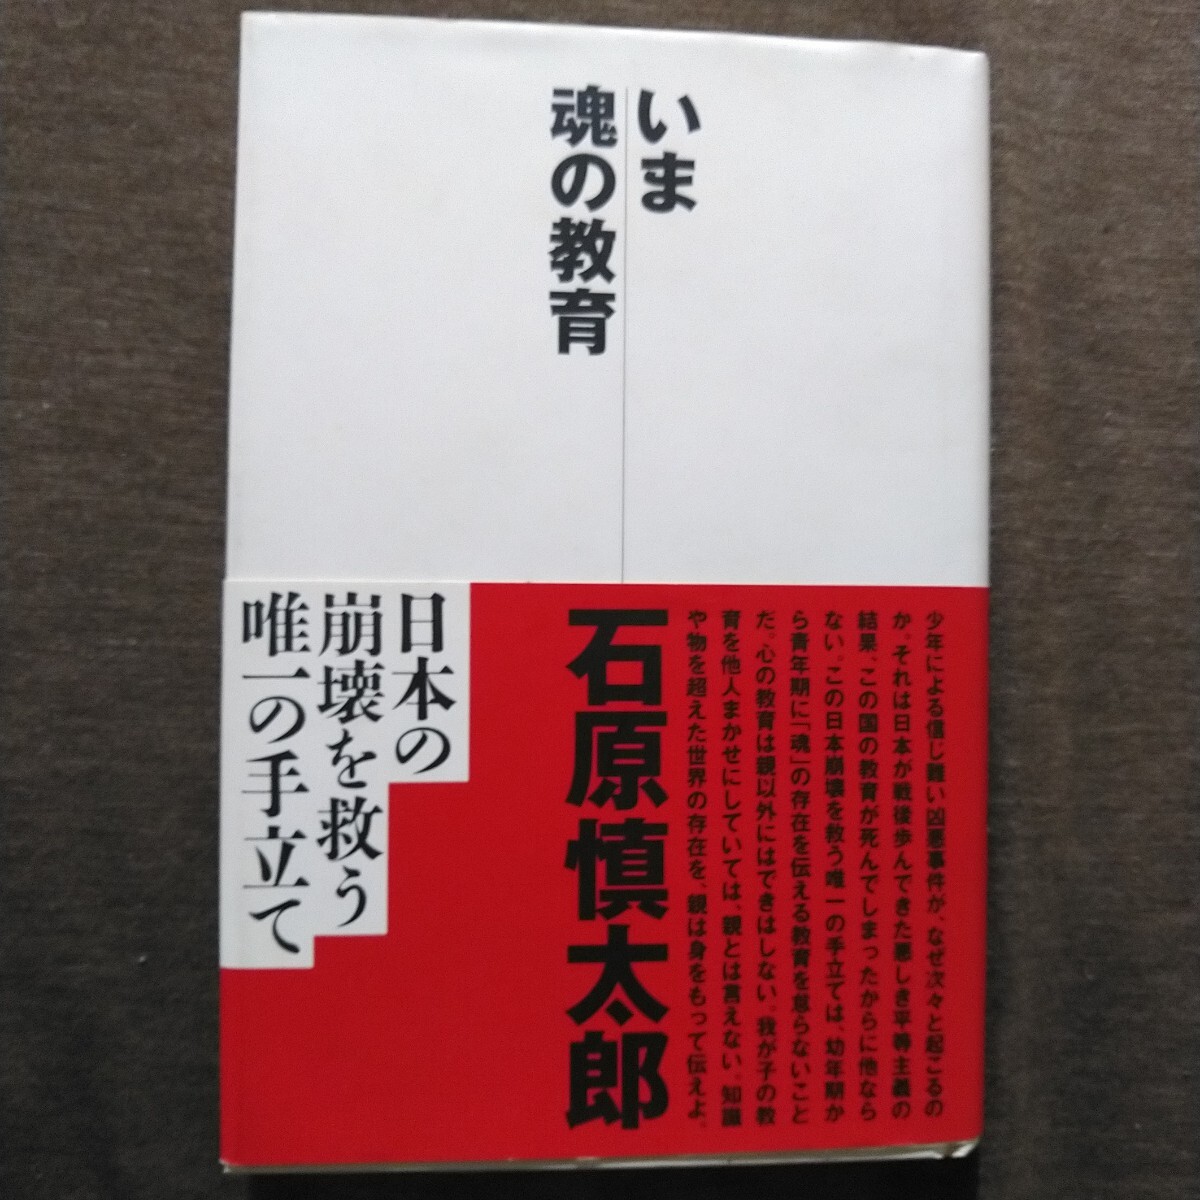 いま
魂の教育
少年による信じ難い凶悪事件が、なぜ次々と起こるの
か。それは日本が戦後歩んできた悪しき平等主義の
結果、この国の教育が死んでしまったからに他なら
ない。この日本崩壊を救う唯一の手立ては、幼年期か
ら青年期に「魂」の存在を伝える教育を怠らないこと
だ。心の教育は親以外にはできはしない。我が子の教
育を他人まかせにしていては、親とは言えない。知識
や物を超えた世界の存在を、親は身をもって伝えよ。
石原慎太郎
日本の
崩壊を救う
唯一の手立て